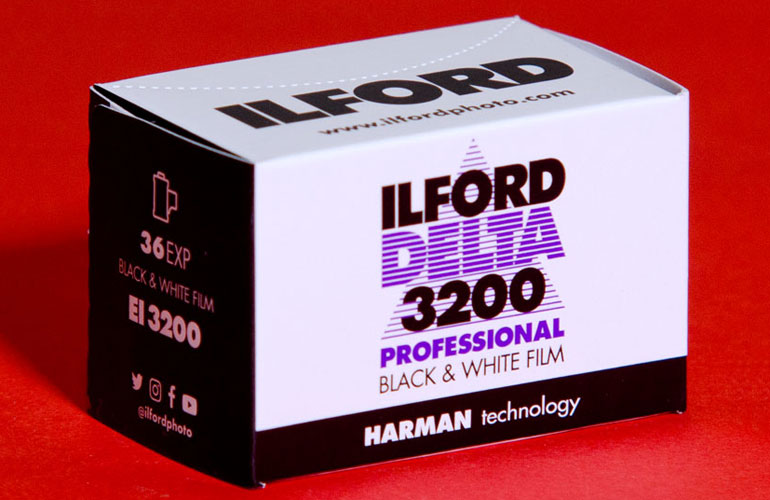 ILFORD
www.ilfordphoto.com
ILFORD
DELTA
3200
PROFESSIONAL
BLACK & WHITE FILM
HARMAN technology
36 EXP
BLACK & WHITE FILM
EI 3200
@ilfordphoto